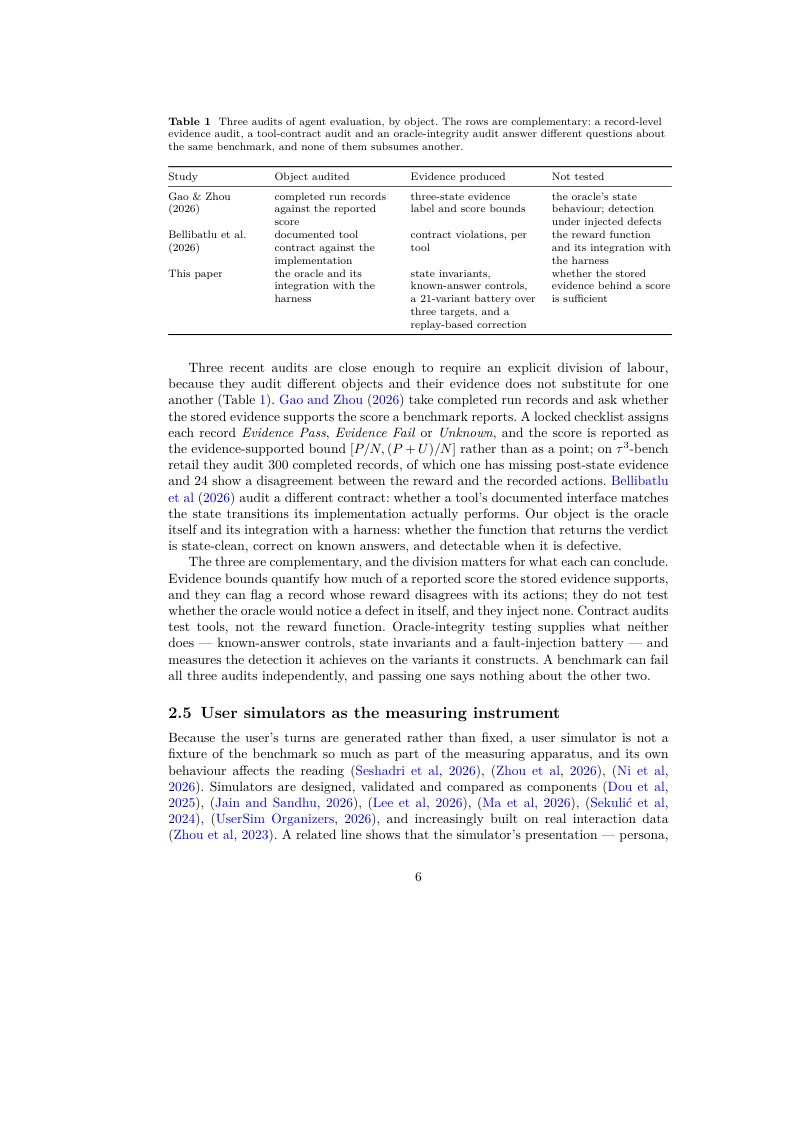 Table 1 Three audits of agent evaluation, by object. The rows are complementary: a record-level
evidence audit, a tool-contract audit and an oracle-integrity audit answer different questions about
the same benchmark, and none of them subsumes another.
Study Object audited Evidence produced Not tested
Gao & Zhou completed run records three-state evidence the oracle's state
(2026) against the reported label and score bounds behaviour; detection
score under injected defects
Bellibatlu et al. documented tool contract violations, per the reward function
(2026) contract against the tool and its integration with
implementation the harness
This paper the oracle and its state invariants, whether the stored
integration with the known-answer controls, evidence behind a score
harness a 21-variant battery over is sufficient
three targets, and a
replay-based correction
Three recent audits are close enough to require an explicit division of labour,
because they audit different objects and their evidence does not substitute for one
another (Table 1). Gao and Zhou (2026) take completed run records and ask whether
the stored evidence supports the score a benchmark reports. A locked checklist assigns
each record Evidence Pass, Evidence Fail or Unknown, and the score is reported as
the evidence-supported bound [P/N, (P + U)/N] rather than as a point; on τ³-bench
retail they audit 300 completed records, of which one has missing post-state evidence
and 24 show a disagreement between the reward and the recorded actions. Bellibatlu
et al (2026) audit a different contract: whether a tool's documented interface matches
the state transitions its implementation actually performs. Our object is the oracle
itself and its integration with a harness: whether the function that returns the verdict
is state-clean, correct on known answers, and detectable when it is defective.
The three are complementary, and the division matters for what each can conclude.
Evidence bounds quantify how much of a reported score the stored evidence supports,
and they can flag a record whose reward disagrees with its actions; they do not test
whether the oracle would notice a defect in itself, and they inject none. Contract audits
test tools, not the reward function. Oracle-integrity testing supplies what neither
does — known-answer controls, state invariants and a fault-injection battery — and
measures the detection it achieves on the variants it constructs. A benchmark can fail
all three audits independently, and passing one says nothing about the other two.
2.5 User simulators as the measuring instrument
Because the user's turns are generated rather than fixed, a user simulator is not a
fixture of the benchmark so much as part of the measuring apparatus, and its own
behaviour affects the reading (Seshadri et al, 2026), (Zhou et al, 2026), (Ni et al,
2026). Simulators are designed, validated and compared as components (Dou et al,
2025), (Jain and Sandhu, 2026), (Lee et al, 2026), (Ma et al, 2026), (Sekulić et al,
2024), (UserSim Organizers, 2026), and increasingly built on real interaction data
(Zhou et al, 2023). A related line shows that the simulator's presentation — persona,
6